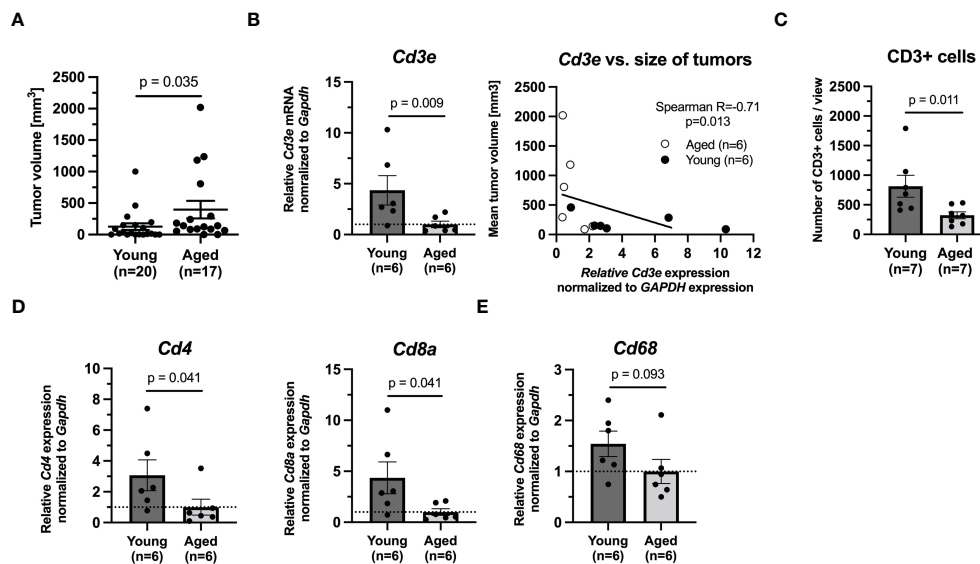 A
Tumor volume [mm³]
2500
2000
1500
1000
500
0
p = 0.035
Young
(n=20)
Aged
(n=17)
B
Cd3e
Relative Cd3e mRNA
nnoralized to Gapdh
15
10
5
0
p = 0.009
Young
(n=6)
Aged
(n=6)
Cd3e vs. size of tumors
Mean tumor volume [mm3]
2500
2000
1500
1000
500
0
Spearman R=-0.71
p=0.013
Aged (n=6)
Young (n=6)
0 2 4 6 8 10 12 14
Relative Cd3e expression
normalized to GAPDH expression
C
CD3+ cells
Number of CD3+ cells / view
2500
2000
1500
1000
500
0
p = 0.011
Young
(n=7)
Aged
(n=7)
D
Cd4
Relative Cd4 expression
normalized to Gapdh
10
8
6
4
2
0
p = 0.041
Young
(n=6)
Aged
(n=6)
Cd8a
Relative Cd8a expression
normalized to Gapdh
15
10
5
0
p = 0.041
Young
(n=6)
Aged
(n=6)
E
Cd68
Relative Cd68 expression
normalized to Gapdh
3
2
1
0
p = 0.093
Young
(n=6)
Aged
(n=6)